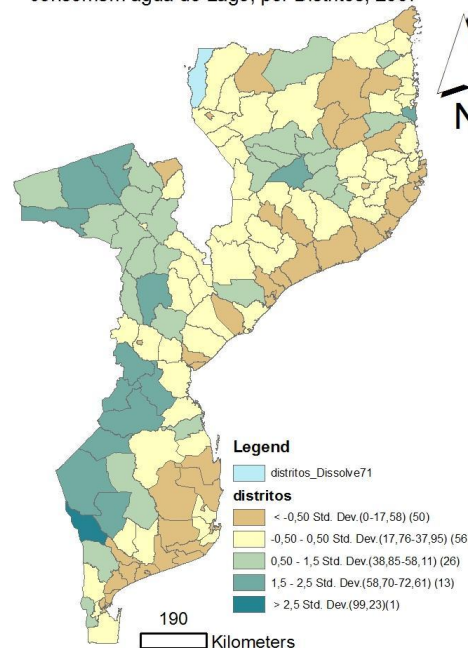 consomem água do Lago, por Distritos, 2007
N
Legend
distritos_Dissolve71
distritos
< -0,50 Std. Dev.(0-17,58) (50)
-0,50 - 0,50 Std. Dev.(17,76-37,95) (56
0,50 - 1,5 Std. Dev.(38,85-58,11) (26)
1,5 - 2,5 Std. Dev.(58,70-72,61) (13)
> 2,5 Std. Dev.(99,23)(1)
190
Kilometers